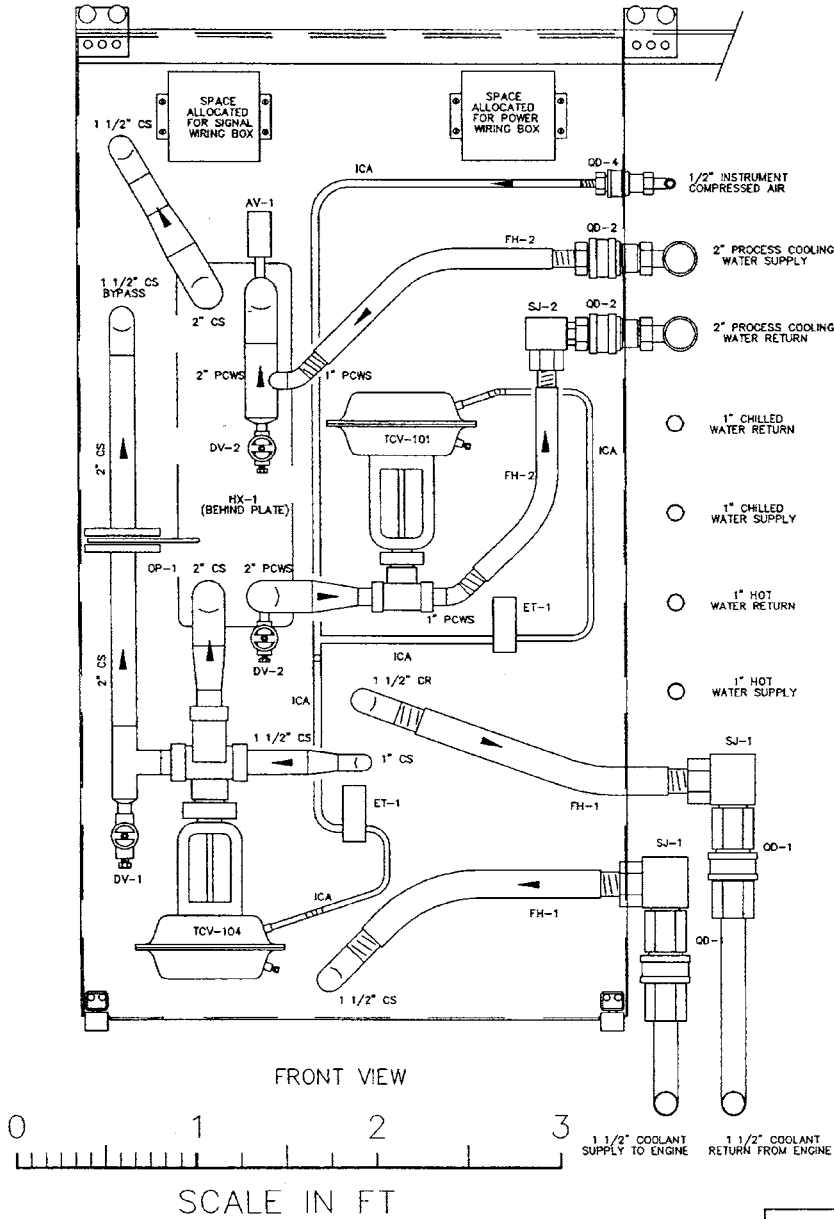 SPACE
ALLOCATED
FOR SIGNAL
WIRING BOX
SPACE
ALLOCATED
FOR POWER
WIRING BOX
1 1/2" CS
ICA
QD-4
1/2" INSTRUMENT
COMPRESSED AIR
AV-1
QD-2
FH-2
2" PROCESS COOLING
WATER SUPPLY
1 1/2" CS
BYPASS
2" CS
SJ-2
QD-2
2" PROCESS COOLING
WATER RETURN
2" PCWS
1" PCWS
TCV-101
1" CHILLED
WATER RETURN
ICA
DV-2
2" CS
FH-2
HX-1
(BEHIND PLATE)
1" CHILLED
WATER SUPPLY
OP-1
2" CS
2" PCWS
1" PCWS
ET-1
1" HOT
WATER RETURN
DV-2
ICA
2" CS
1 1/2" CR
1" HOT
WATER SUPPLY
ICA
1 1/2" CS
1" CS
SJ-1
ET-1
FH-1
SJ-1
QD-1
DV-1
ICA
FH-1
TCV-104
QD-1
1 1/2" CS
FRONT VIEW
0 1 2 3
1 1/2" COOLANT
SUPPLY TO ENGINE
1 1/2" COOLANT
RETURN FROM ENGINE
SCALE IN FT